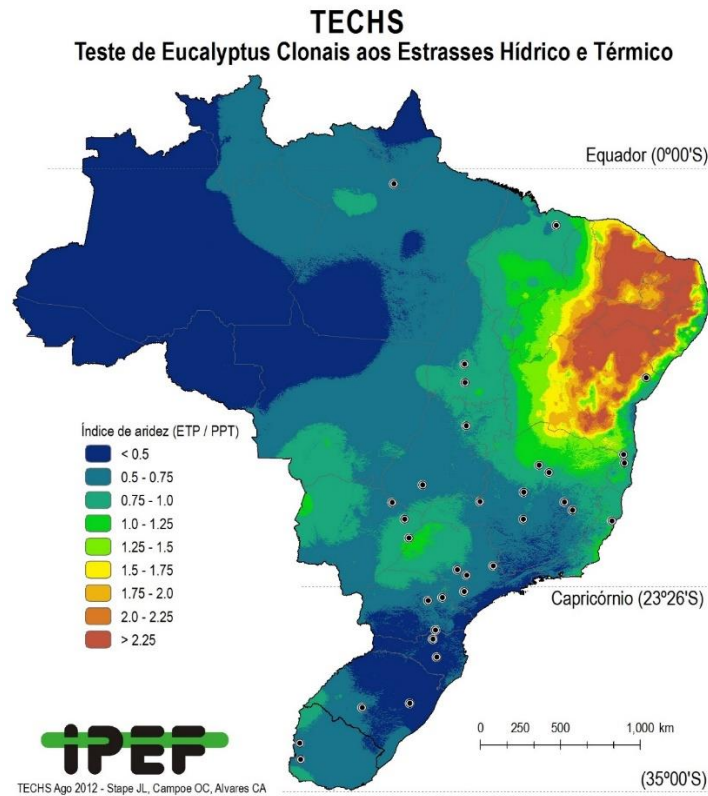 TECHS
Teste de Eucalyptus Clonais aos Estrasses Hídrico e Térmico
Equador (0º00'S)
Índice de aridez (ETP / PPT)
< 0.5
0.5 - 0.75
0.75 - 1.0
1.0 - 1.25
1.25 - 1.5
1.5 - 1.75
1.75 - 2.0
2.0 - 2.25
> 2.25
Capricórnio (23º26'S)
0 250 500 1,000 km
IPEF
TECHS Ago 2012 - Stape JL, Campoe OC, Alvares CA
(35º00'S)